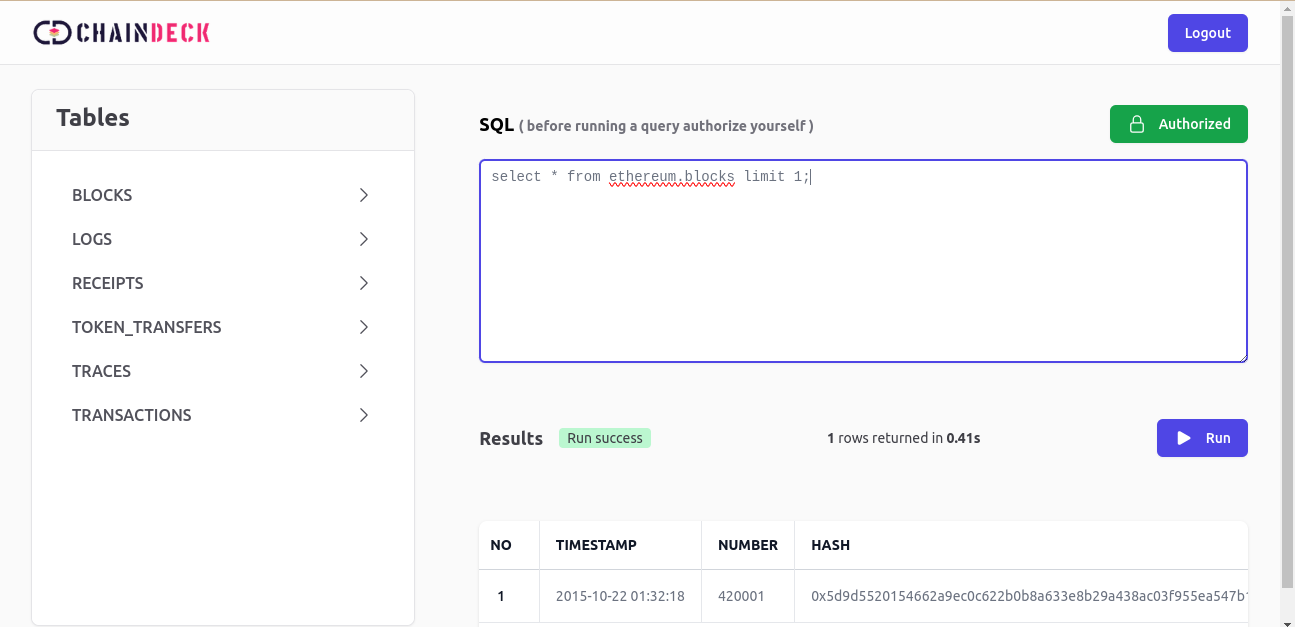 CHAINDECK
Logout
Tables
BLOCKS
LOGS
RECEIPTS
TOKEN_TRANSFERS
TRACES
TRANSACTIONS
SQL ( before running a query authorize yourself )
Authorized
select * from ethereum.blocks limit 1;
Results
Run success
1 rows returned in 0.41s
Run
NO TIMESTAMP NUMBER HASH
1 2015-10-22 01:32:18 420001 0x5d9d5520154662a9ec0c622b0b8a633e8b29a438ac03f955ea547b